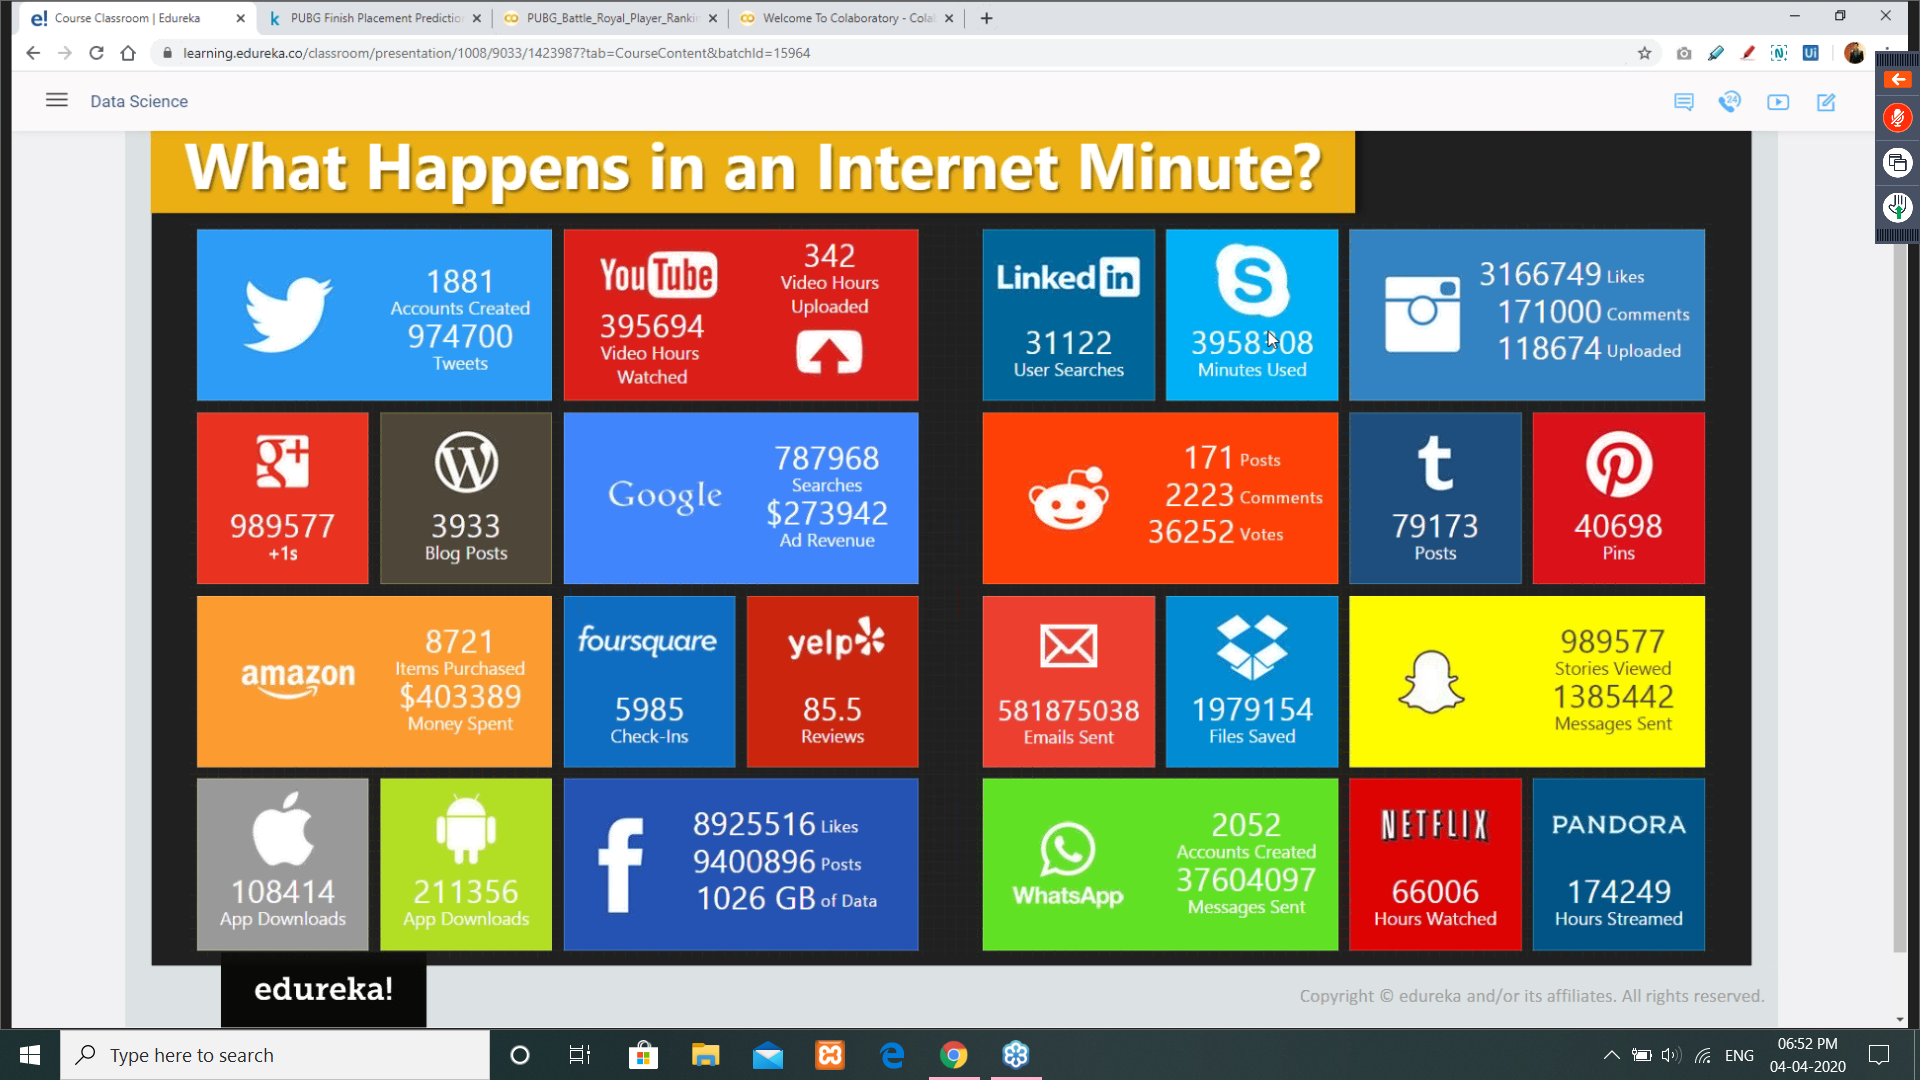 Course Classroom | Edureka
PUBG Finish Placement Predictio
PUBG_Battle_Royal_Player_Rankin
Welcome To Colaboratory - Colab
learning.edureka.co/classroom/presentation/1008/9033/1423987?tab=CourseContent&batchId=15964
Data Science
What Happens in an Internet Minute?
1881
Accounts Created
974700
Tweets
YouTube
395694
Video Hours
Watched
342
Video Hours
Uploaded
Linked in
31122
User Searches
3958308
Minutes Used
3166749 Likes
171000 Comments
118674 Uploaded
g+
989577
+1s
3933
Blog Posts
Google
787968
Searches
$273942
Ad Revenue
171 Posts
2223 Comments
36252 Votes
79173
Posts
40698
Pins
amazon
8721
Items Purchased
$403389
Money Spent
foursquare
5985
Check-Ins
yelp
85.5
Reviews
581875038
Emails Sent
1979154
Files Saved
989577
Stories Viewed
1385442
Messages Sent
108414
App Downloads
211356
App Downloads
8925516 Likes
9400896 Posts
1026 GB of Data
WhatsApp
2052
Accounts Created
37604097
Messages Sent
NETFLIX
66006
Hours Watched
PANDORA
174249
Hours Streamed
edureka!
Copyright © edureka and/or its affiliates. All rights reserved.
Type here to search
ENG
06:52 PM
04-04-2020